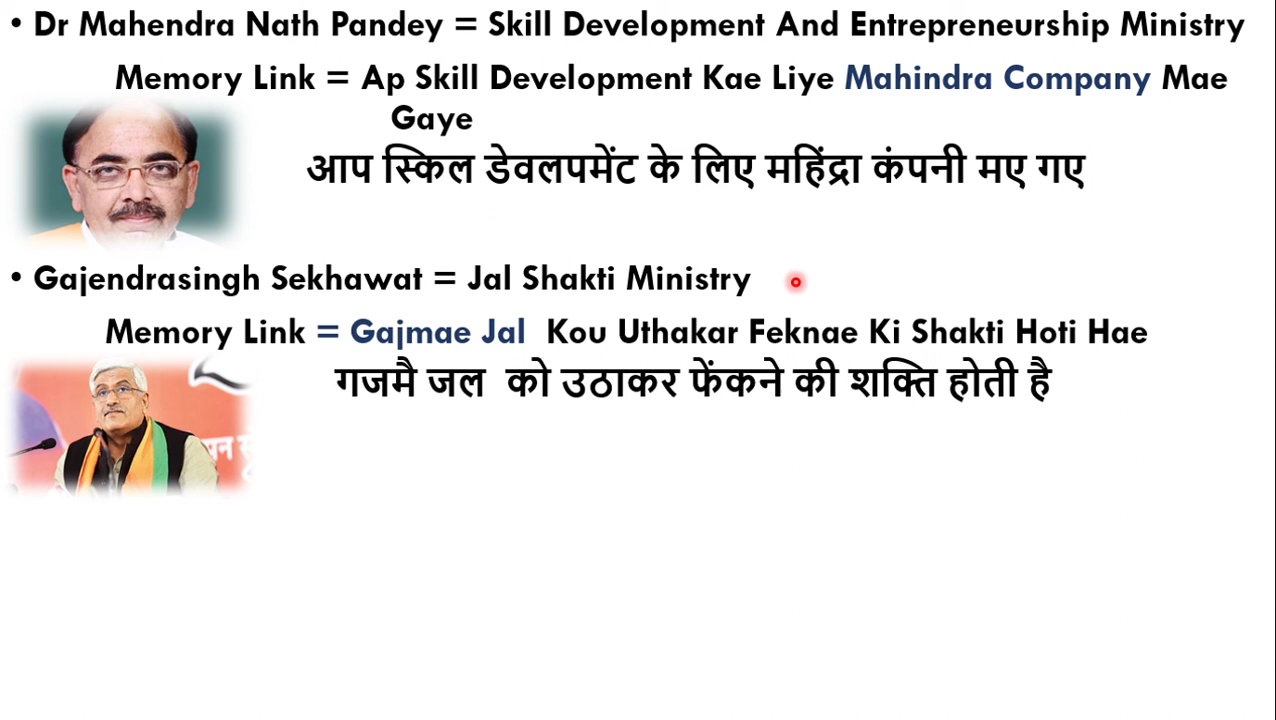 • Dr Mahendra Nath Pandey = Skill Development And Entrepreneurship Ministry
Memory Link = Ap Skill Development Kae Liye Mahindra Company Mae
Gaye
आप स्किल डेवलपमेंट के लिए महिंद्रा कंपनी मए गए
• Gajendrasingh Sekhawat = Jal Shakti Ministry
Memory Link = Gajmae Jal Kou Uthakar Feknae Ki Shakti Hoti Hae
गजमै जल को उठाकर फेंकने की शक्ति होती है